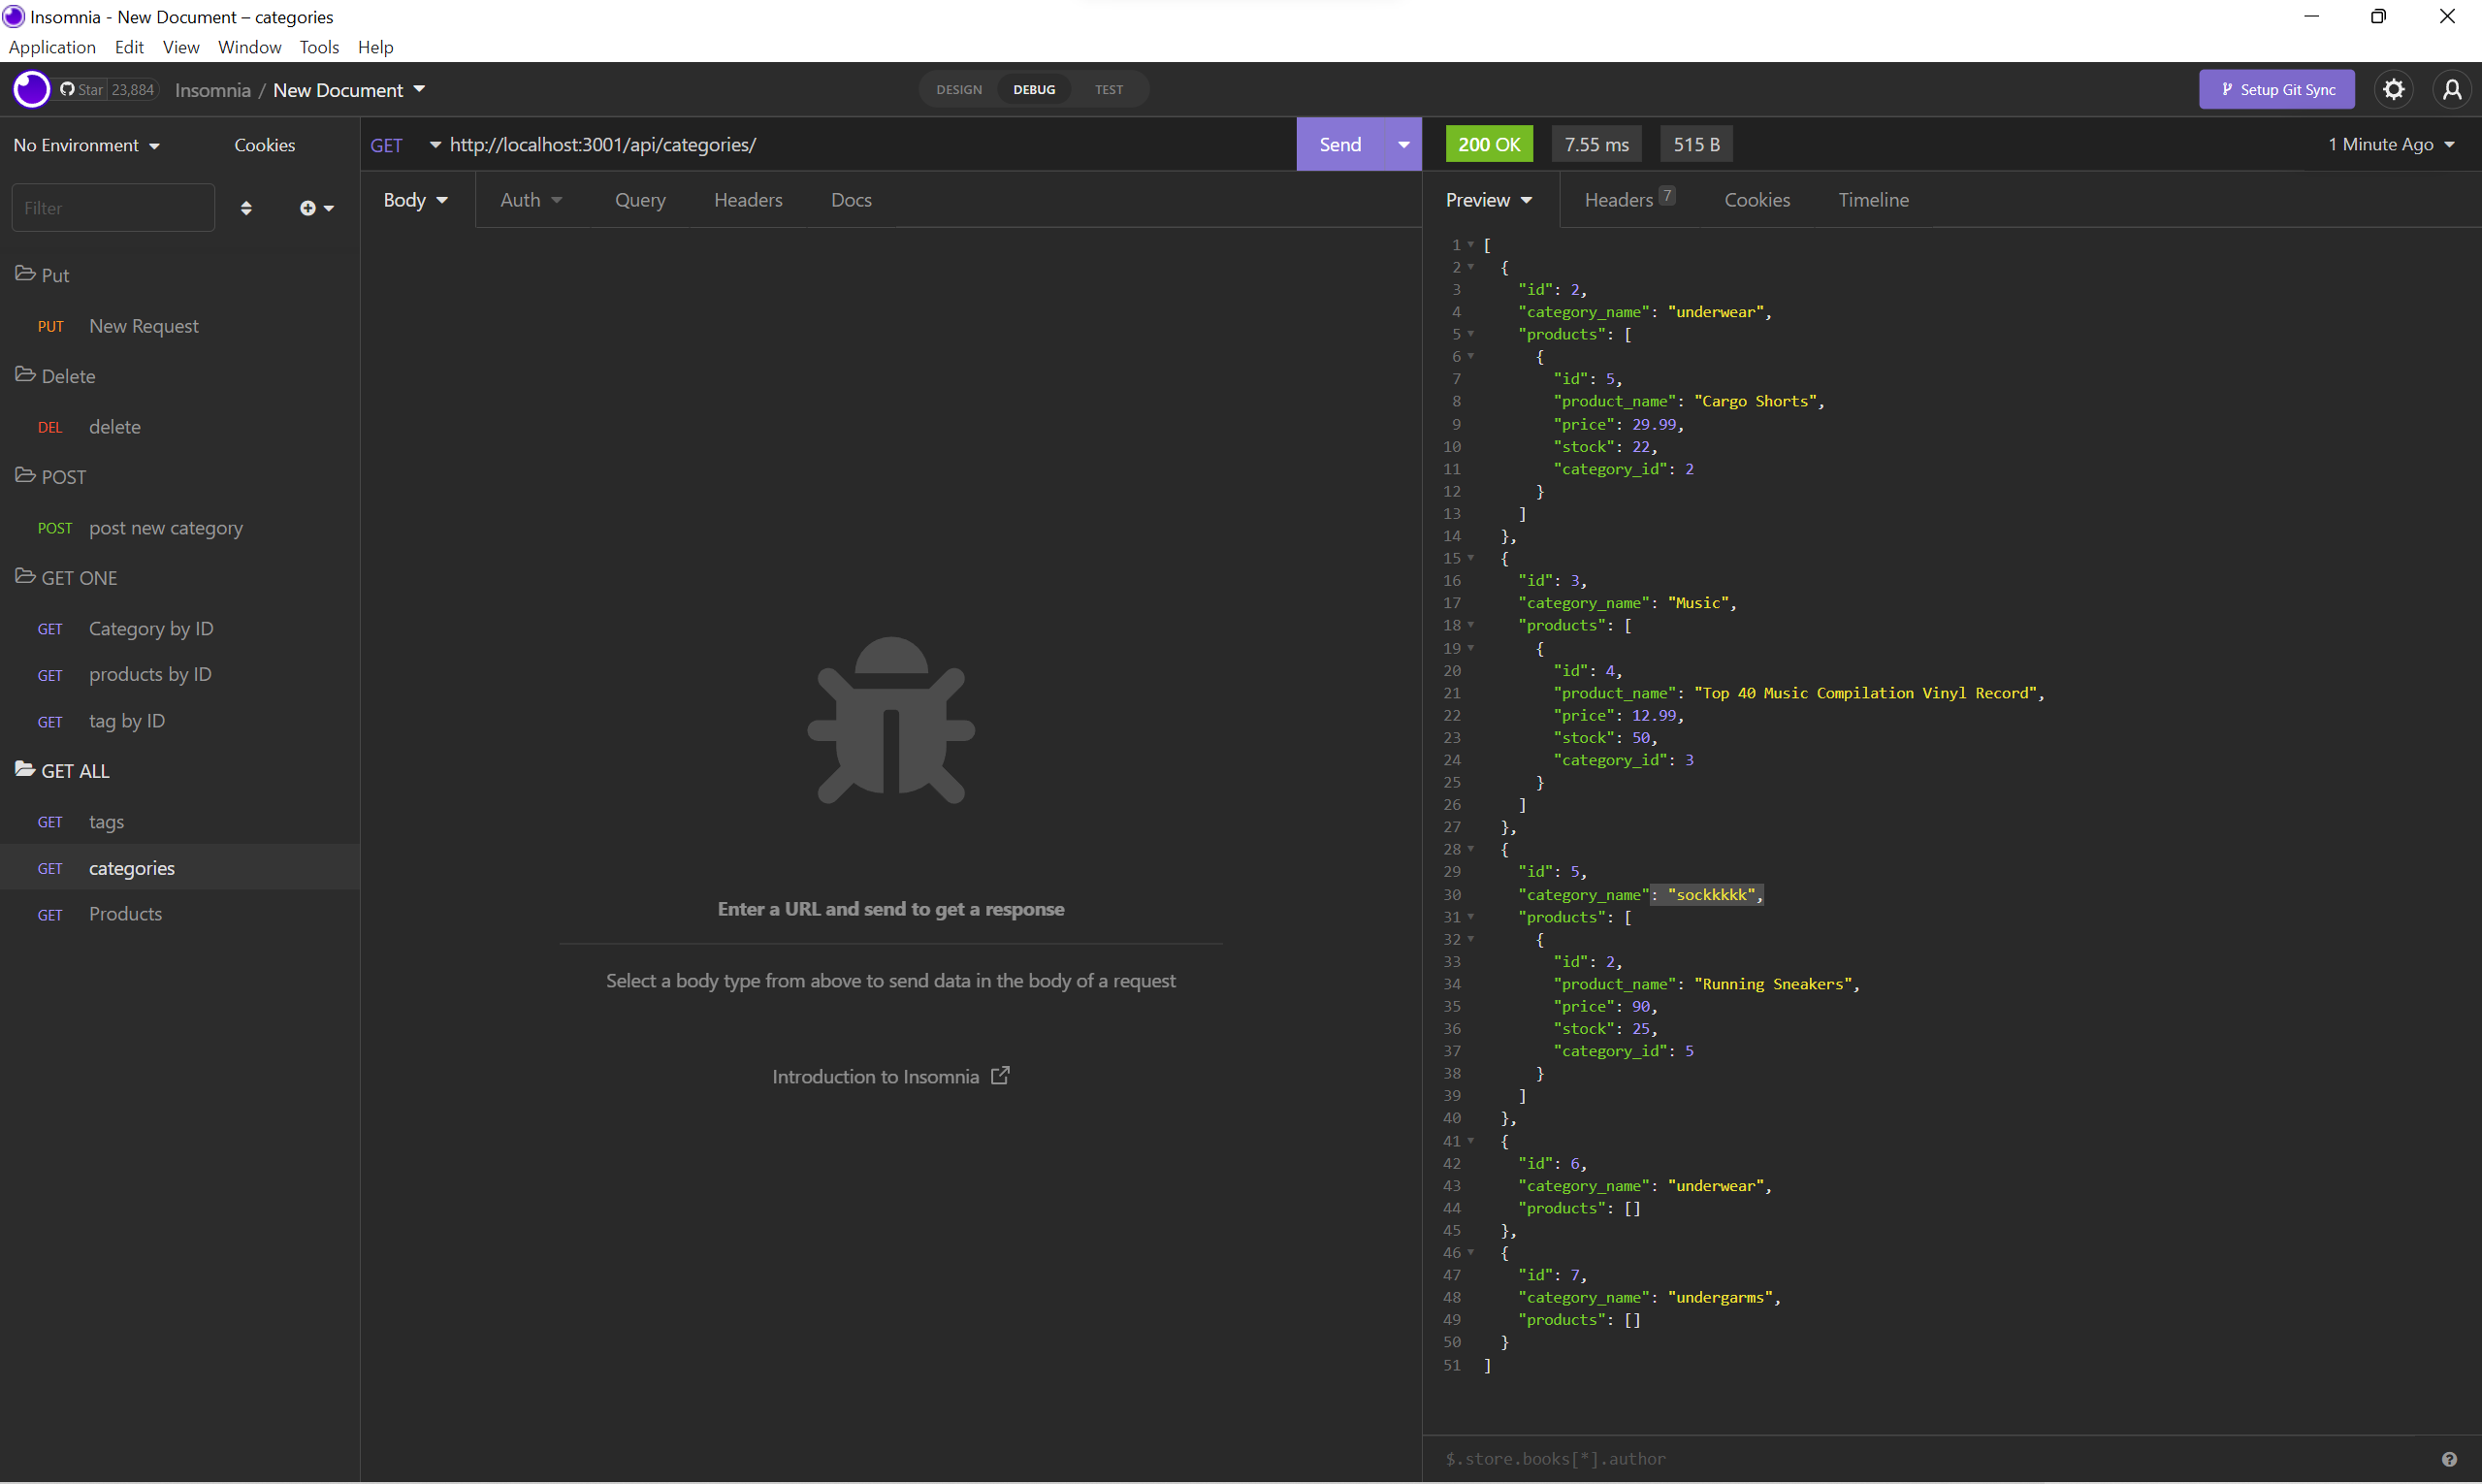 Insomnia - New Document – categories
Application Edit View Window Tools Help
Star 23,884 Insomnia / New Document
DESIGN DEBUG TEST
Setup Git Sync
No Environment Cookies
Filter
Put
PUT New Request
Delete
DEL delete
POST
POST post new category
GET ONE
GET Category by ID
GET products by ID
GET tag by ID
GET ALL
GET tags
GET categories
GET Products
GET http://localhost:3001/api/categories/ Send
Body Auth Query Headers Docs
Enter a URL and send to get a response
Select a body type from above to send data in the body of a request
Introduction to Insomnia
200 OK 7.55 ms 515 B 1 Minute Ago
Preview Headers 7 Cookies Timeline
1 [
2 {
3 "id": 2,
4 "category_name": "underwear",
5 "products": [
6 {
7 "id": 5,
8 "product_name": "Cargo Shorts",
9 "price": 29.99,
10 "stock": 22,
11 "category_id": 2
12 }
13 ]
14 },
15 {
16 "id": 3,
17 "category_name": "Music",
18 "products": [
19 {
20 "id": 4,
21 "product_name": "Top 40 Music Compilation Vinyl Record",
22 "price": 12.99,
23 "stock": 50,
24 "category_id": 3
25 }
26 ]
27 },
28 {
29 "id": 5,
30 "category_name": "sockkkkk",
31 "products": [
32 {
33 "id": 2,
34 "product_name": "Running Sneakers",
35 "price": 90,
36 "stock": 25,
37 "category_id": 5
38 }
39 ]
40 },
41 {
42 "id": 6,
43 "category_name": "underwear",
44 "products": []
45 },
46 {
47 "id": 7,
48 "category_name": "undergarms",
49 "products": []
50 }
51 ]
$.store.books[*].author